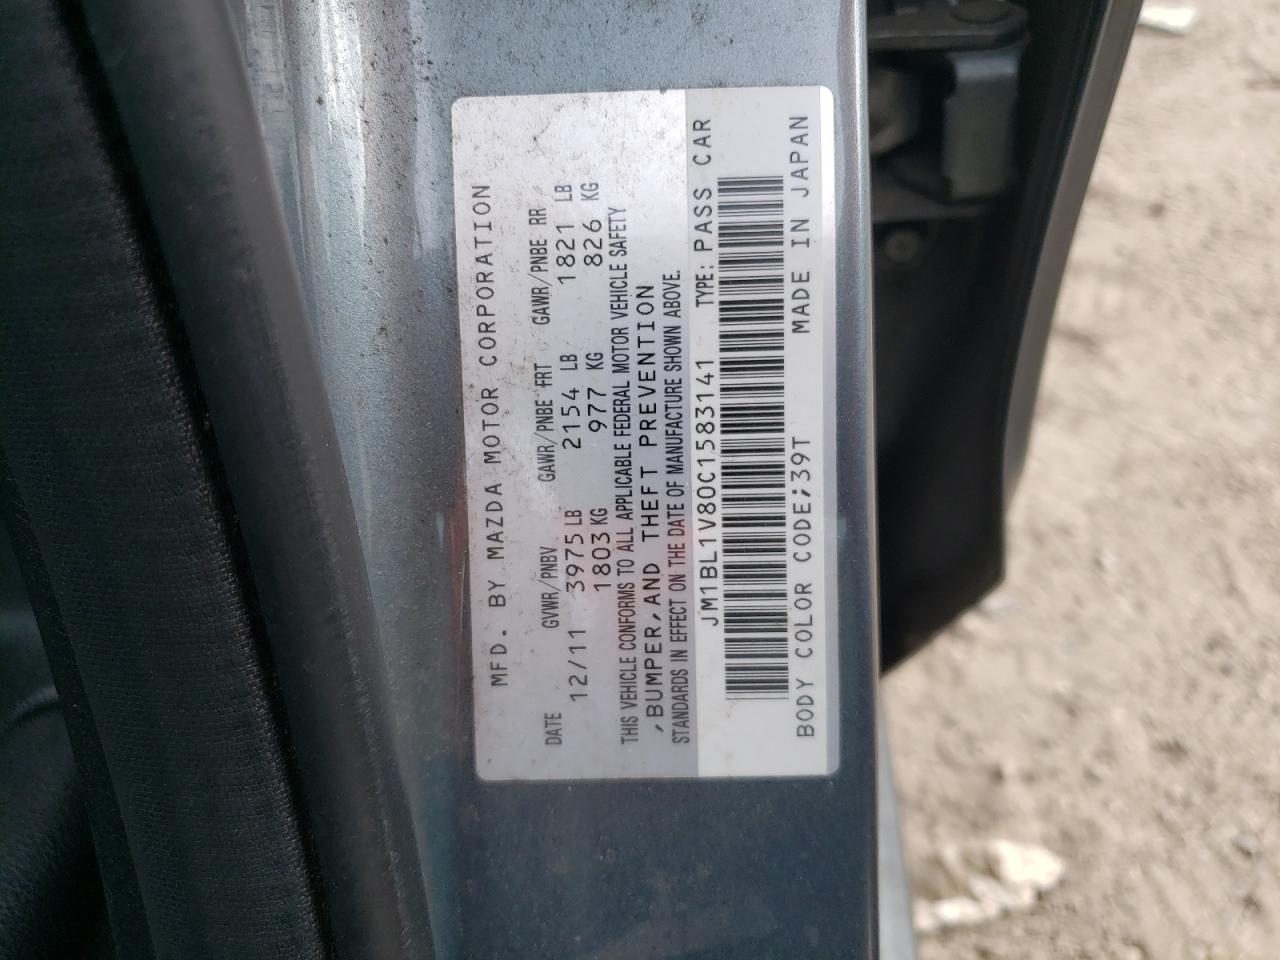 MFD. BY MAZDA MOTOR CORPORATION
DATE GVWR/PNBV GAWR/PNBE FRT GAWR/PNBE RR
12/11 3975 LB 2154 LB 1821 LB
1803 KG 977 KG 826 KG
THIS VEHICLE CONFORMS TO ALL APPLICABLE FEDERAL MOTOR VEHICLE SAFETY
,BUMPER,AND THEFT PREVENTION
STANDARDS IN EFFECT ON THE DATE OF MANUFACTURE SHOWN ABOVE.
JM1BL1V80C1583141 TYPE: PASS CAR
BODY COLOR CODE;39T MADE IN JAPAN